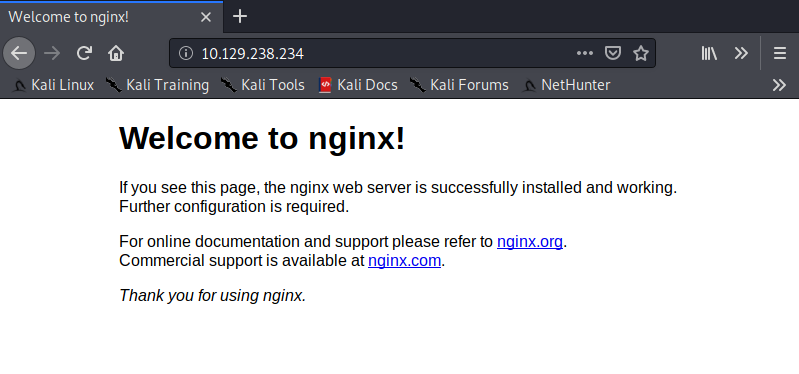 Welcome to nginx!
10.129.238.234
Kali Linux Kali Training Kali Tools Kali Docs Kali Forums NetHunter
Welcome to nginx!
If you see this page, the nginx web server is successfully installed and working.
Further configuration is required.
For online documentation and support please refer to nginx.org.
Commercial support is available at nginx.com.
Thank you for using nginx.